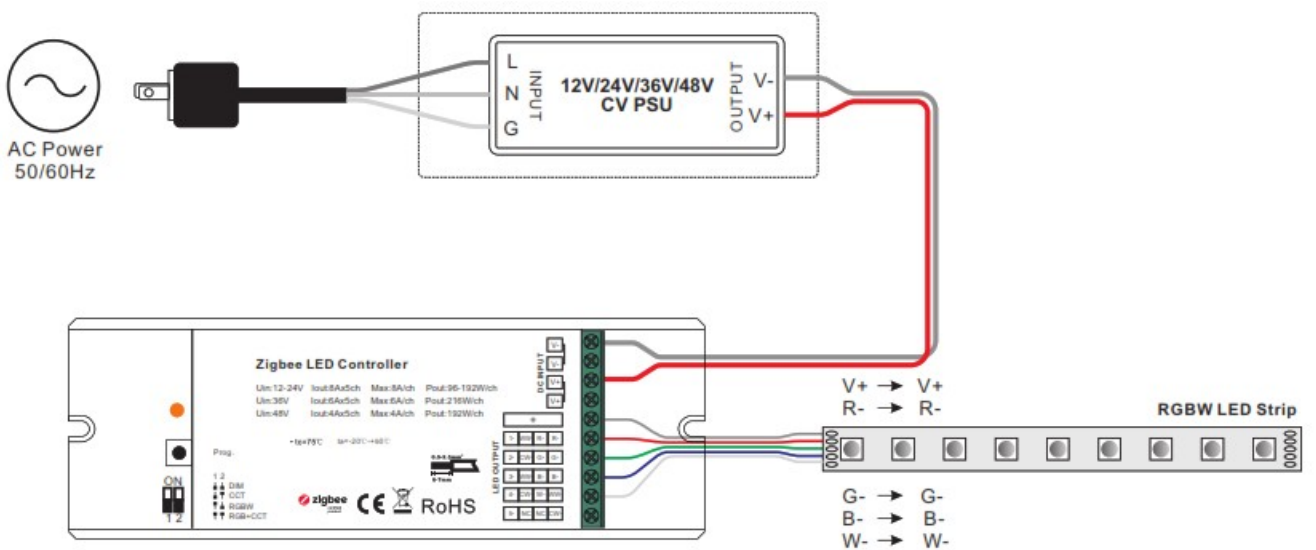 AC Power
50/60Hz
L
N
G
INPUT
12V/24V/36V/48V
CV PSU
OUTPUT
V-
V+
Zigbee LED Controller
Uin:12-24V Iout:8Ax5ch Max:8A/ch Pout:96-192W/ch
Uin:36V Iout:6Ax5ch Max:6A/ch Pout:216W/ch
Uin:48V Iout:4Ax5ch Max:4A/ch Pout:192W/ch
Prog.
ON
1 2
1 2
DIM
CCT
RGBW
RGB+CCT
zigbee
CE
RoHS
DC INPUT
V-
V-
V+
V+
LED OUTPUT
+
V+ → V+
R- → R-
RGBW LED Strip
G- → G-
B- → B-
W- → W-